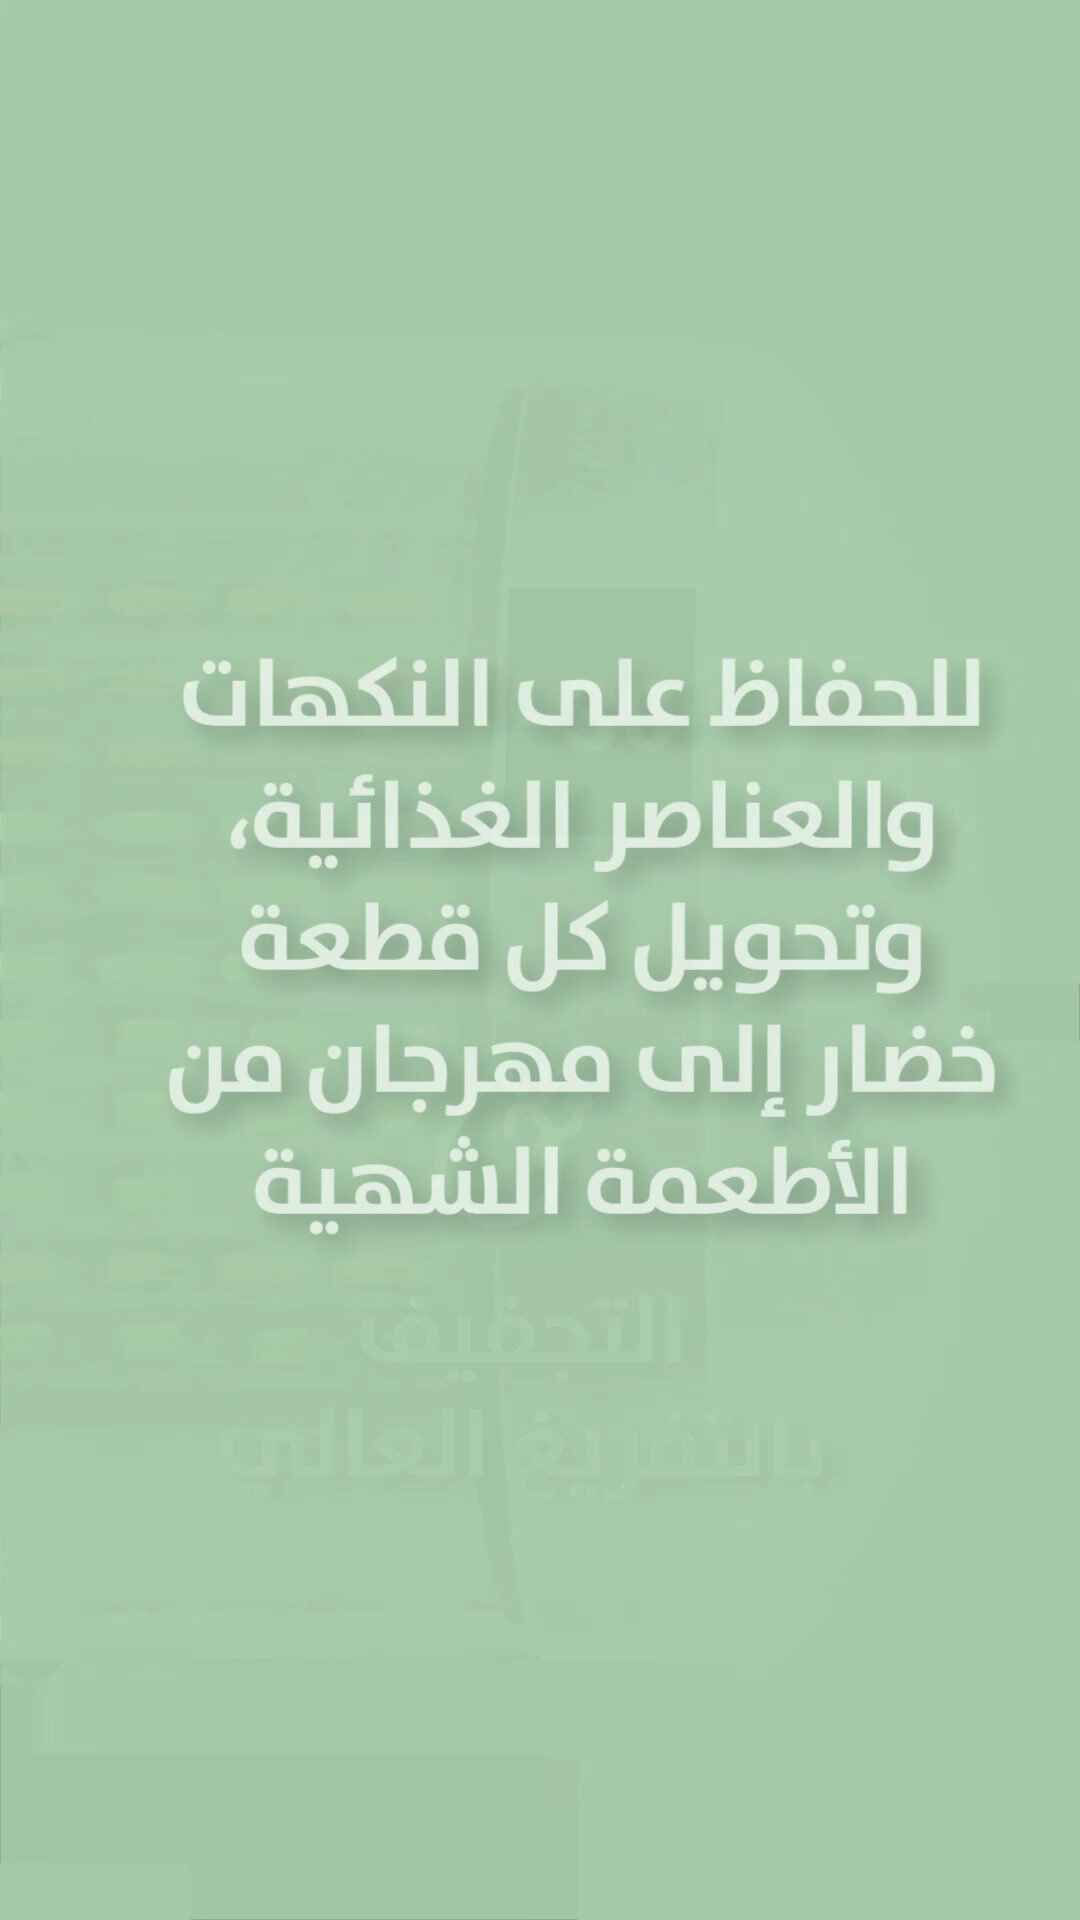 للحفاظ على النكهات
والعناصر الغذائية،
وتحويل كل قطعة
خضار إلى مهرجان من
الأطعمة الشهية
التجفيف
بالتفريغ العالي